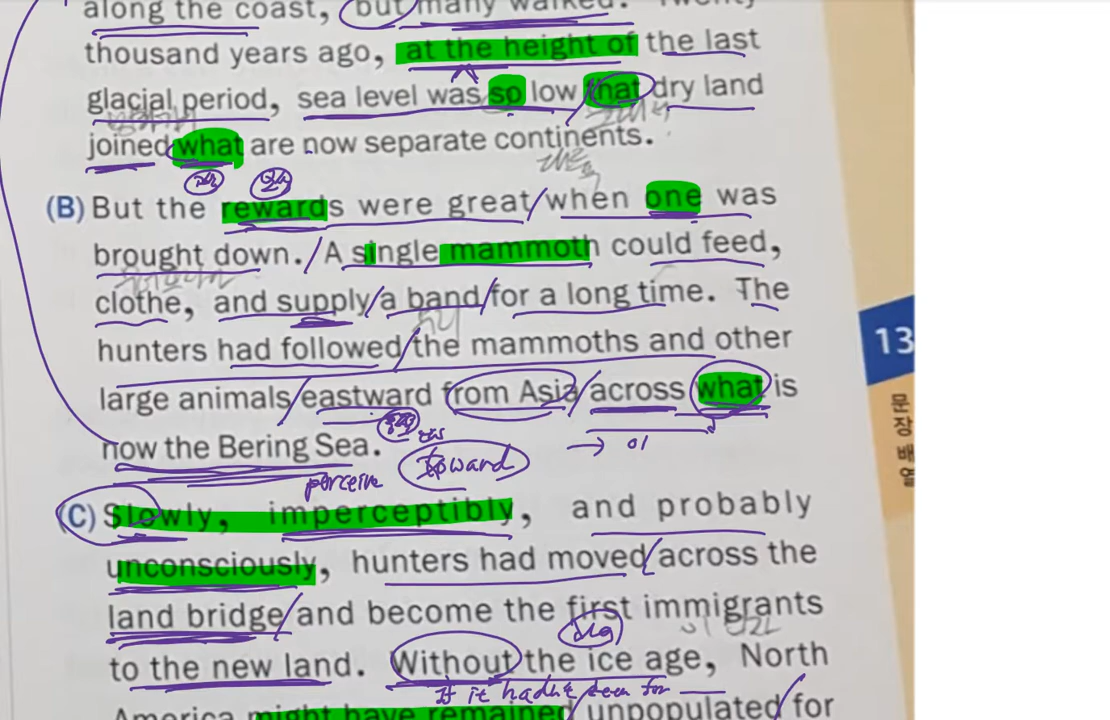 along the coast, but many walked. Twenty
thousand years ago, at the height of the last
glacial period, sea level was so low that dry land
joined what are now separate continents.
(B) But the rewards were great when one was
brought down. A single mammoth could feed,
clothe, and supply a band for a long time. The
hunters had followed the mammoths and other
large animals eastward from Asia across what is
now the Bering Sea.
toward
→ 이
perceive
(C) Slowly, imperceptibly, and probably
unconsciously, hunters had moved across the
land bridge and become the first immigrants
to the new land. Without the ice age, North
If it hadn't been for
America might have remained unpopulated for
13
문장 배열